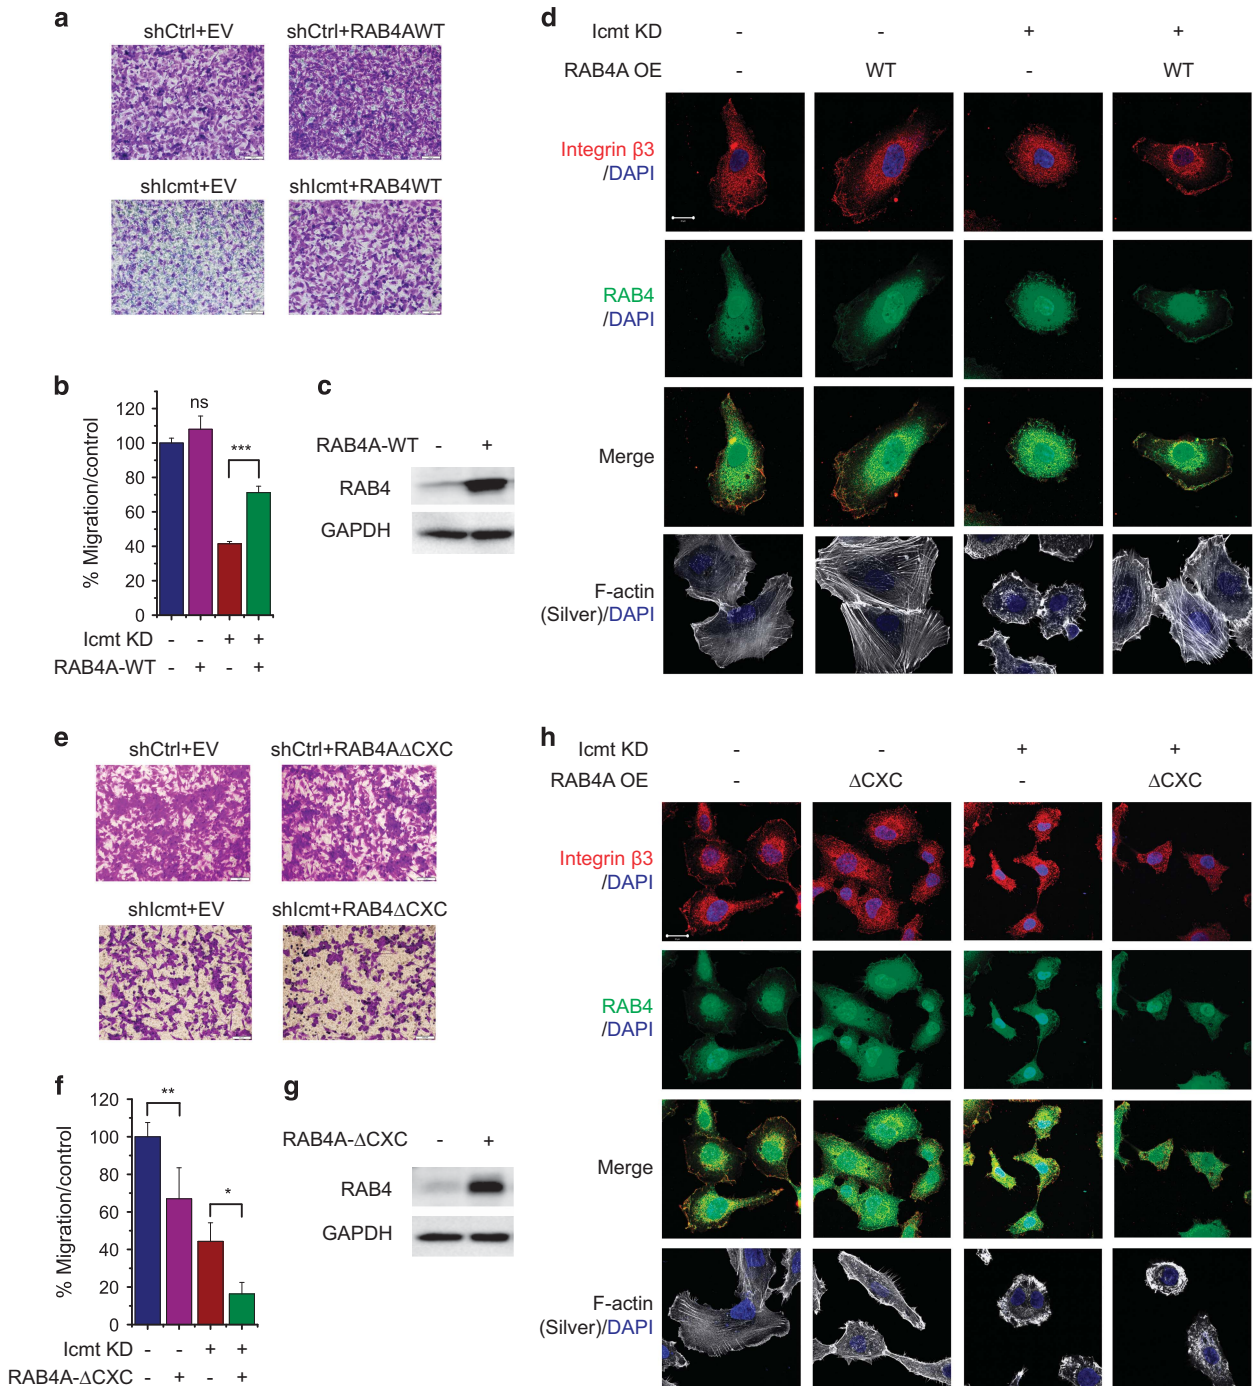 a
shCtrl+EV
shCtrl+RAB4AWT
shIcmt+EV
shIcmt+RAB4WT
b
% Migration/control
120
100
80
60
40
20
0
ns
***
Icmt KD - - + +
RAB4A-WT - + - +
c
RAB4A-WT - +
RAB4
GAPDH
d
Icmt KD - - + +
RAB4A OE - WT - WT
Integrin β3
/DAPI
RAB4
/DAPI
Merge
F-actin
(Silver)/DAPI
e
shCtrl+EV
shCtrl+RAB4AΔCXC
shIcmt+EV
shIcmt+RAB4ΔCXC
f
% Migration/control
120
100
80
60
40
20
0
**
*
Icmt KD - - + +
RAB4A-ΔCXC - + - +
g
RAB4A-ΔCXC - +
RAB4
GAPDH
h
Icmt KD - - + +
RAB4A OE - ΔCXC - ΔCXC
Integrin β3
/DAPI
RAB4
/DAPI
Merge
F-actin
(Silver)/DAPI